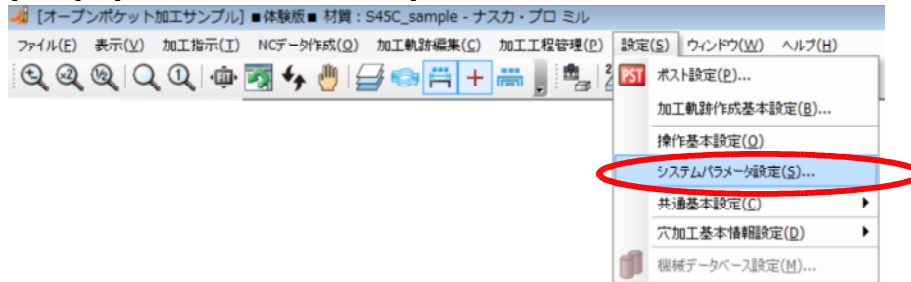 [オープンポケット加工サンプル] ■体験版■ 材質：S45C_sample - ナスカ・プロ ミル
ファイル(F) 表示(V) 加工指示(I) NCデータ作成(O) 加工軌跡編集(C) 加工工程管理(P) 設定(S) ウィンドウ(W) ヘルプ(H)
PST ポスト設定(P)...
加工軌跡作成基本設定(B)...
操作基本設定(O)
システムパラメータ設定(S)...
共通基本設定(C)
穴加工基本情報設定(D)
機械データベース設定(M)...